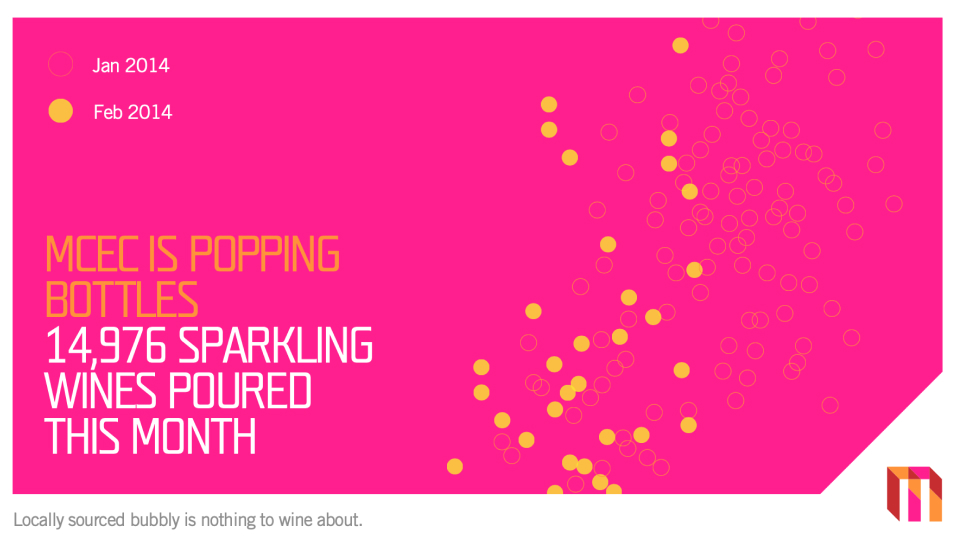 Jan 2014
Feb 2014
MCEC IS POPPING
BOTTLES
14,976 SPARKLING
WINES POURED
THIS MONTH
Locally sourced bubbly is nothing to wine about.